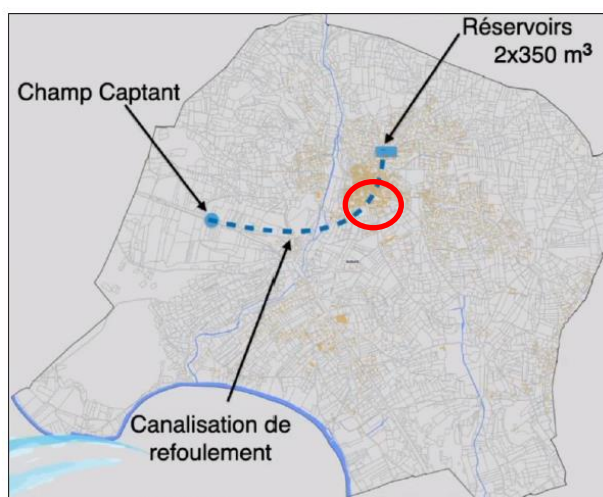 Réservoirs
2x350 m³
Champ Captant
Canalisation de
refoulement